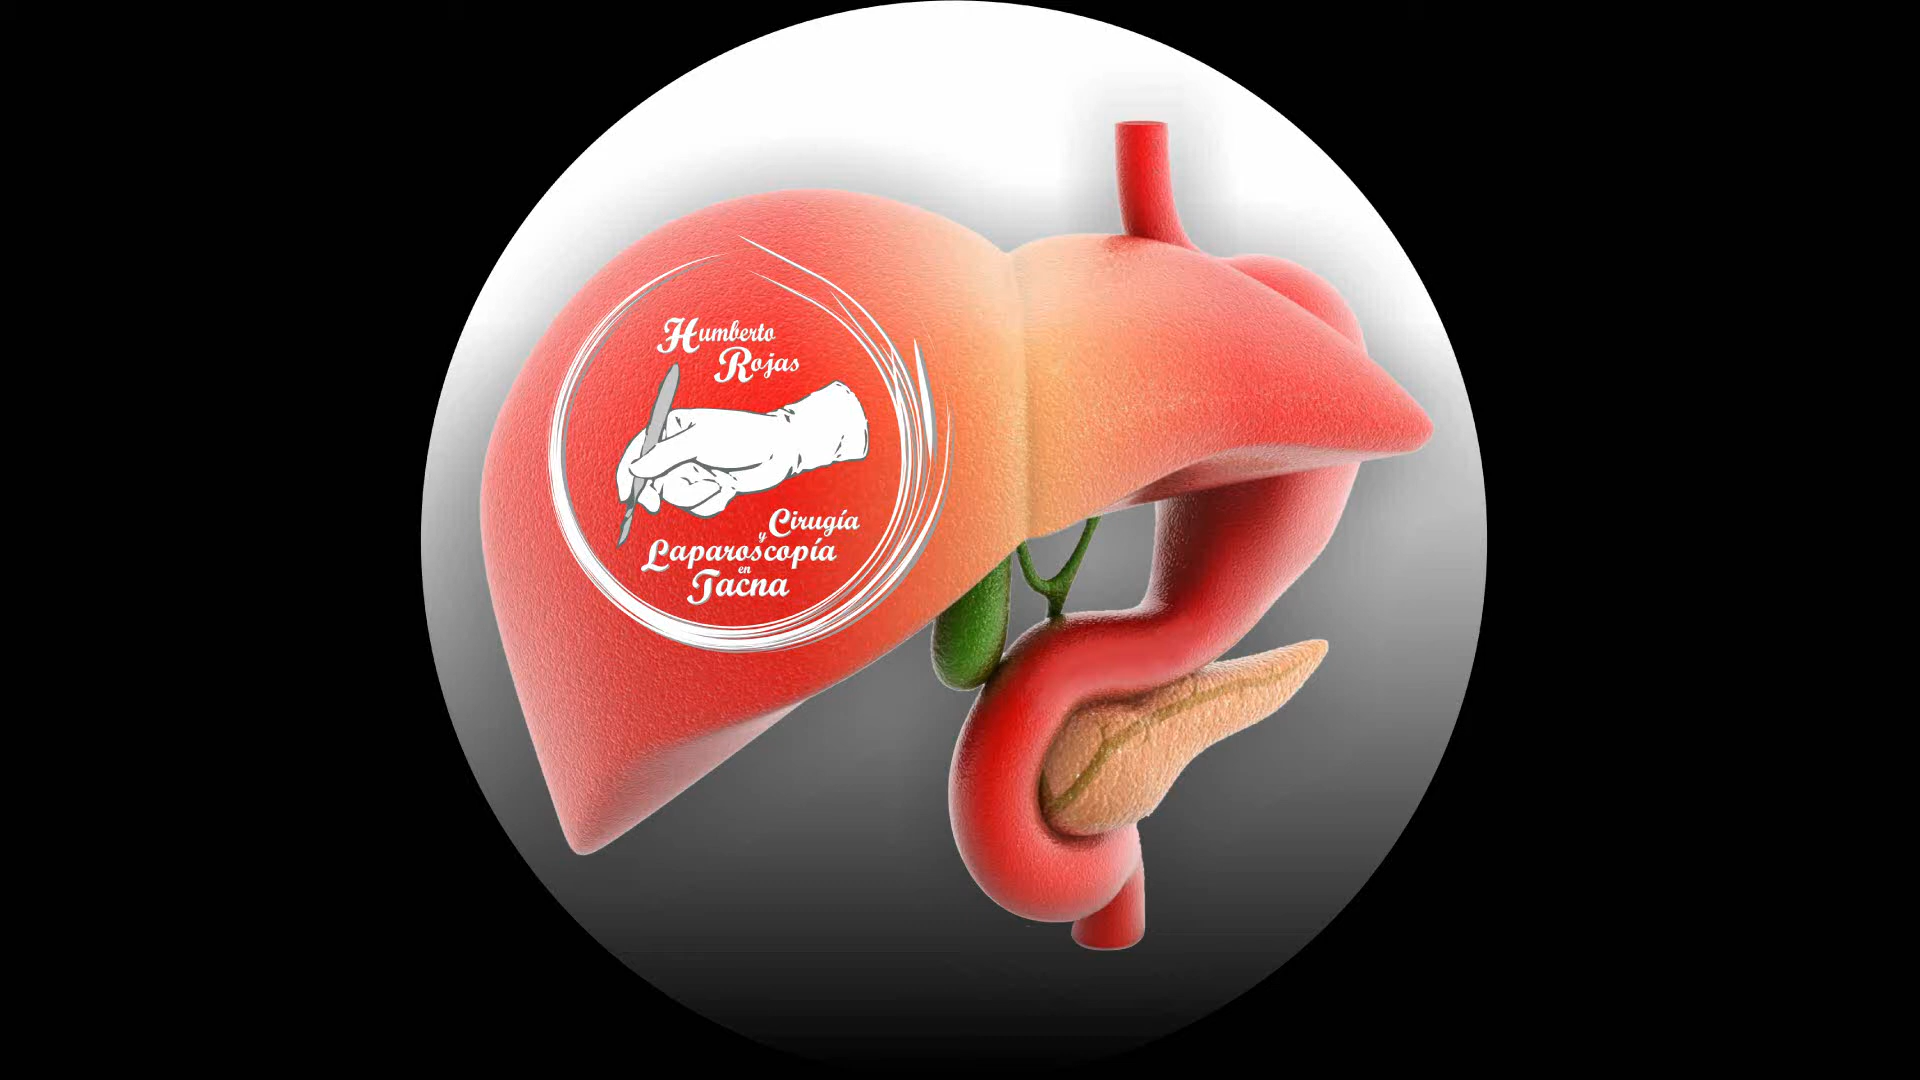 Humberto
Rojas
Cirugía
y
Laparoscopía
en
Tacna